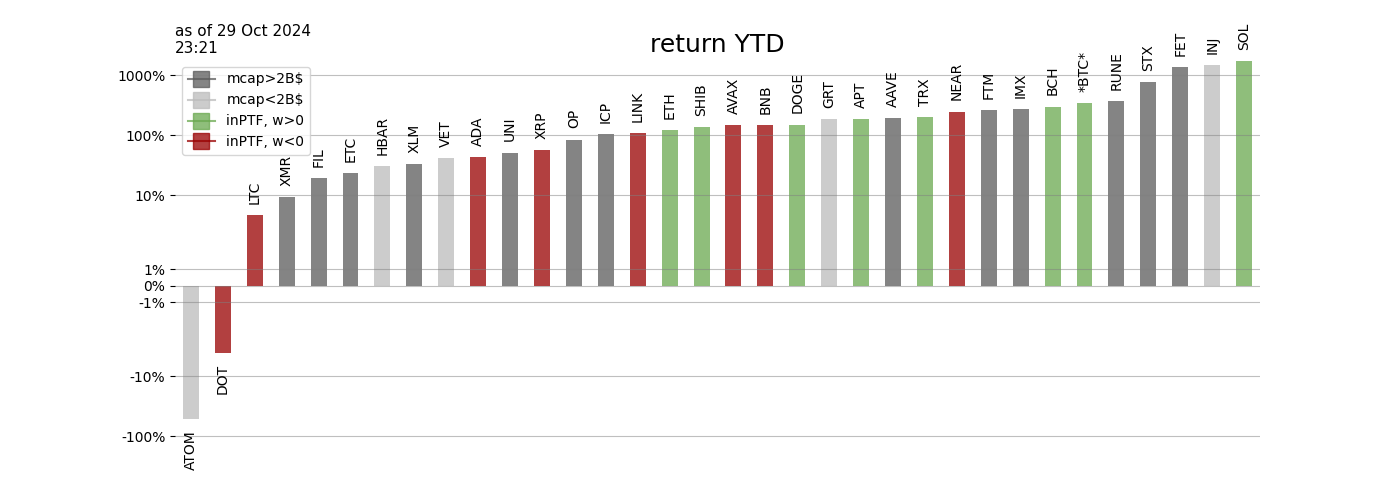 as of 29 Oct 2024
23:21
return YTD
mcap>2B$
mcap<2B$
inPTF, w>0
inPTF, w<0
1000%
100%
10%
1%
0%
-1%
-10%
-100%
ATOM
DOT
LTC
XMR
FIL
ETC
HBAR
XLM
VET
ADA
UNI
XRP
OP
ICP
LINK
ETH
SHIB
AVAX
BNB
DOGE
GRT
APT
AAVE
TRX
NEAR
FTM
IMX
BCH
*BTC*
RUNE
STX
FET
INJ
SOL